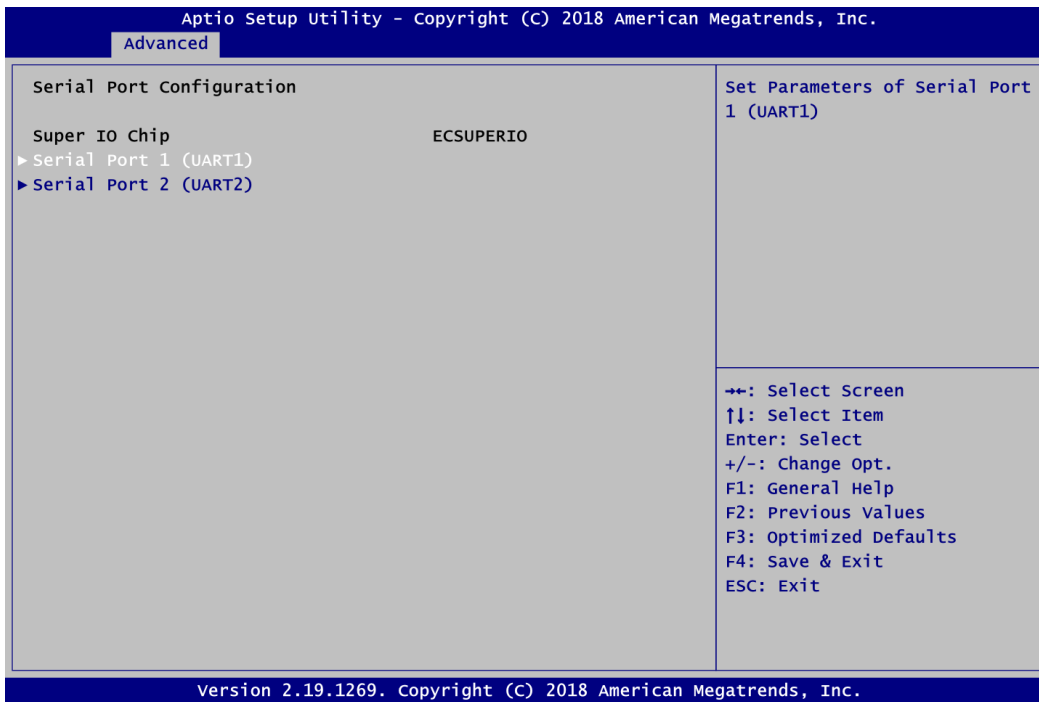 Aptio Setup Utility - Copyright (C) 2018 American Megatrends, Inc.
Advanced
Serial Port Configuration
Super IO Chip ECSUPERIO
▶ Serial Port 1 (UART1)
▶ Serial Port 2 (UART2)
Set Parameters of Serial Port
1 (UART1)
→←: Select Screen
↑↓: Select Item
Enter: Select
+/-: Change Opt.
F1: General Help
F2: Previous Values
F3: Optimized Defaults
F4: Save & Exit
ESC: Exit
Version 2.19.1269. Copyright (C) 2018 American Megatrends, Inc.